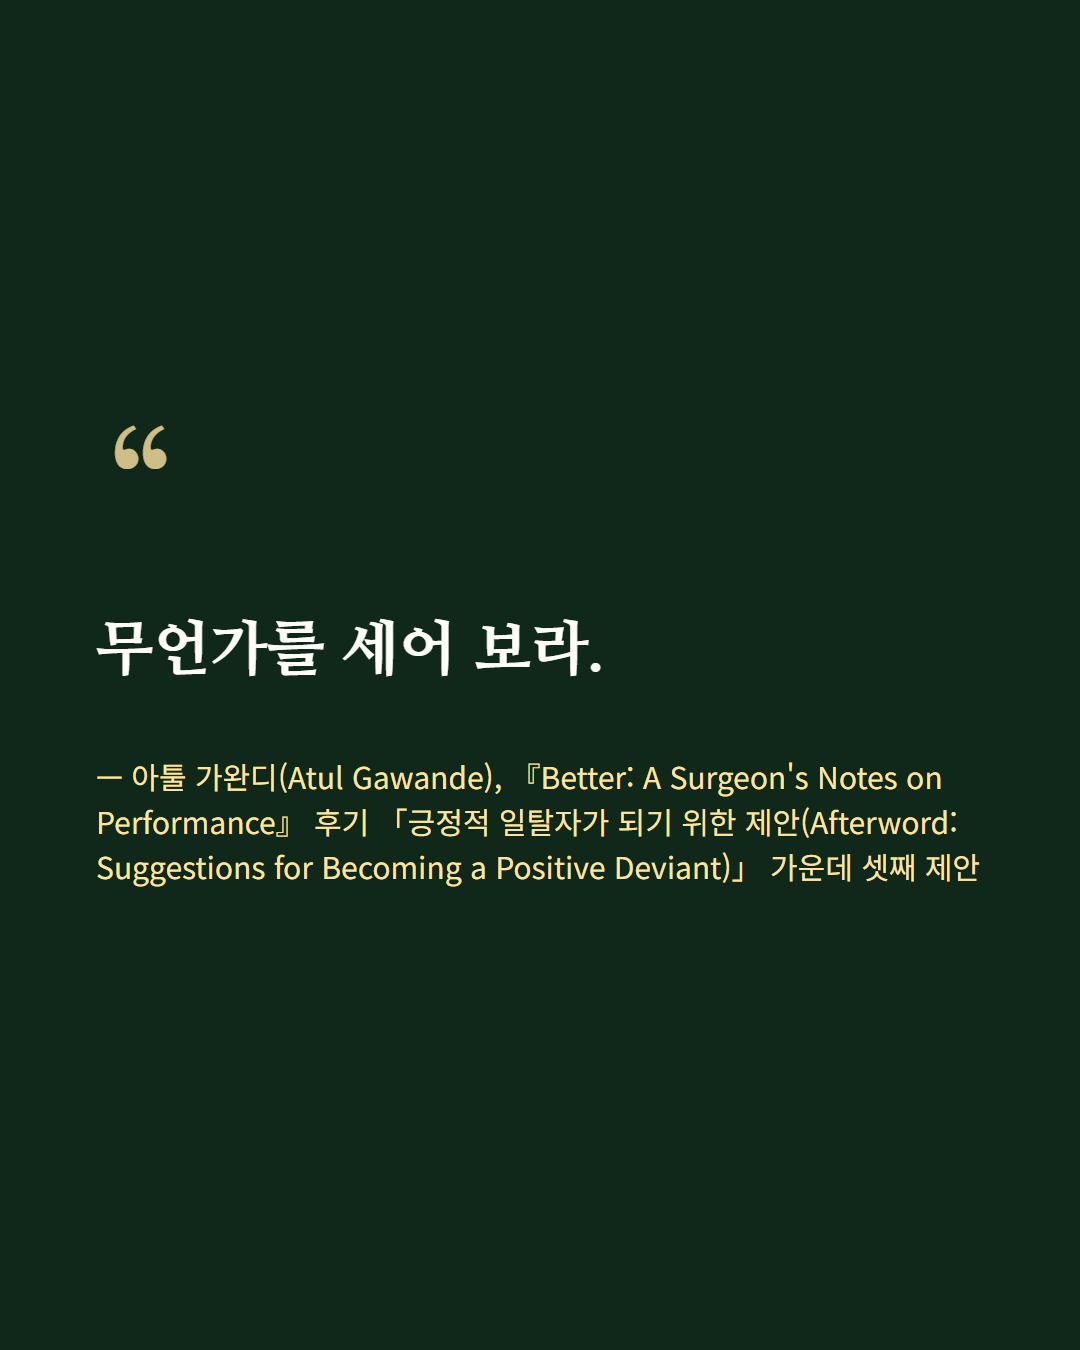 “
무언가를 세어 보라.
— 아툴 가완디(Atul Gawande), 『Better: A Surgeon's Notes on
Performance』 후기 「긍정적 일탈자가 되기 위한 제안(Afterword:
Suggestions for Becoming a Positive Deviant)」 가운데 셋째 제안